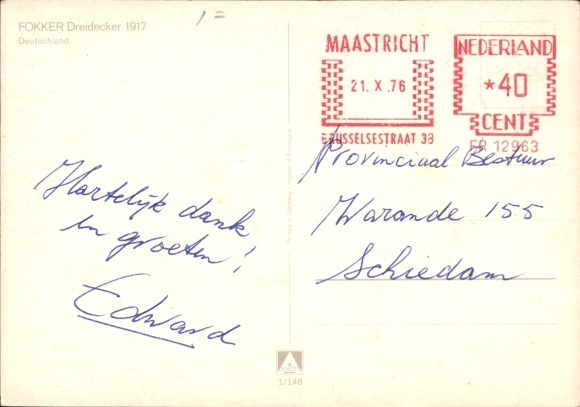 FOKKER Dreidecker 1917
Deutschland
1=
MAASTRICHT
21. X .76
BRUSSELSESTRAAT 38
NEDERLAND
*40
CENT
FR 12963
Provinciaal Bestuur
Warande 155
Schiedam
Hartelijk dank
en groeten!
Edward
1/148